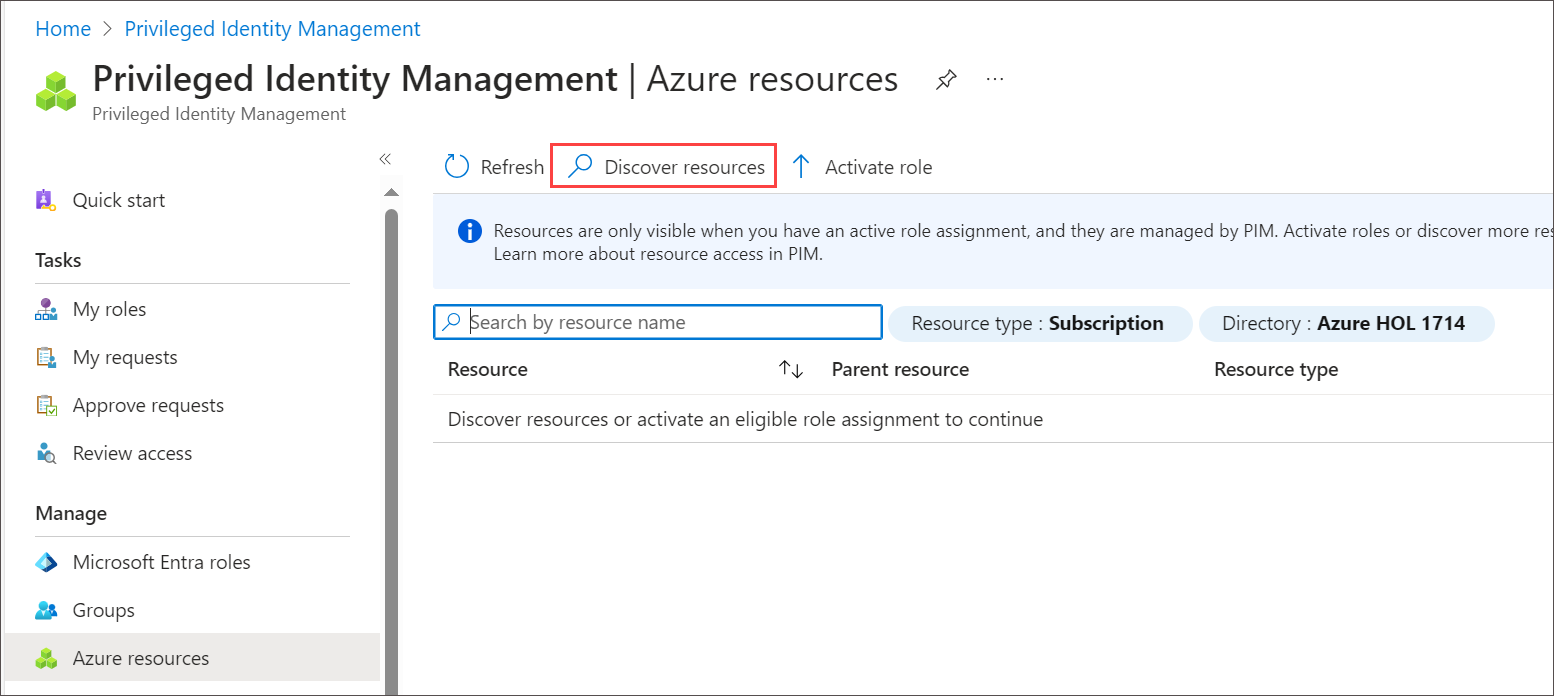 Home > Privileged Identity Management
Privileged Identity Management | Azure resources ...
Privileged Identity Management
«
Quick start
Tasks
My roles
My requests
Approve requests
Review access
Manage
Microsoft Entra roles
Groups
Azure resources
Refresh Discover resources Activate role
Resources are only visible when you have an active role assignment, and they are managed by PIM. Activate roles or discover more
Learn more about resource access in PIM.
Search by resource name Resource type : Subscription Directory : Azure HOL 1714
Resource Parent resource Resource type
Discover resources or activate an eligible role assignment to continue